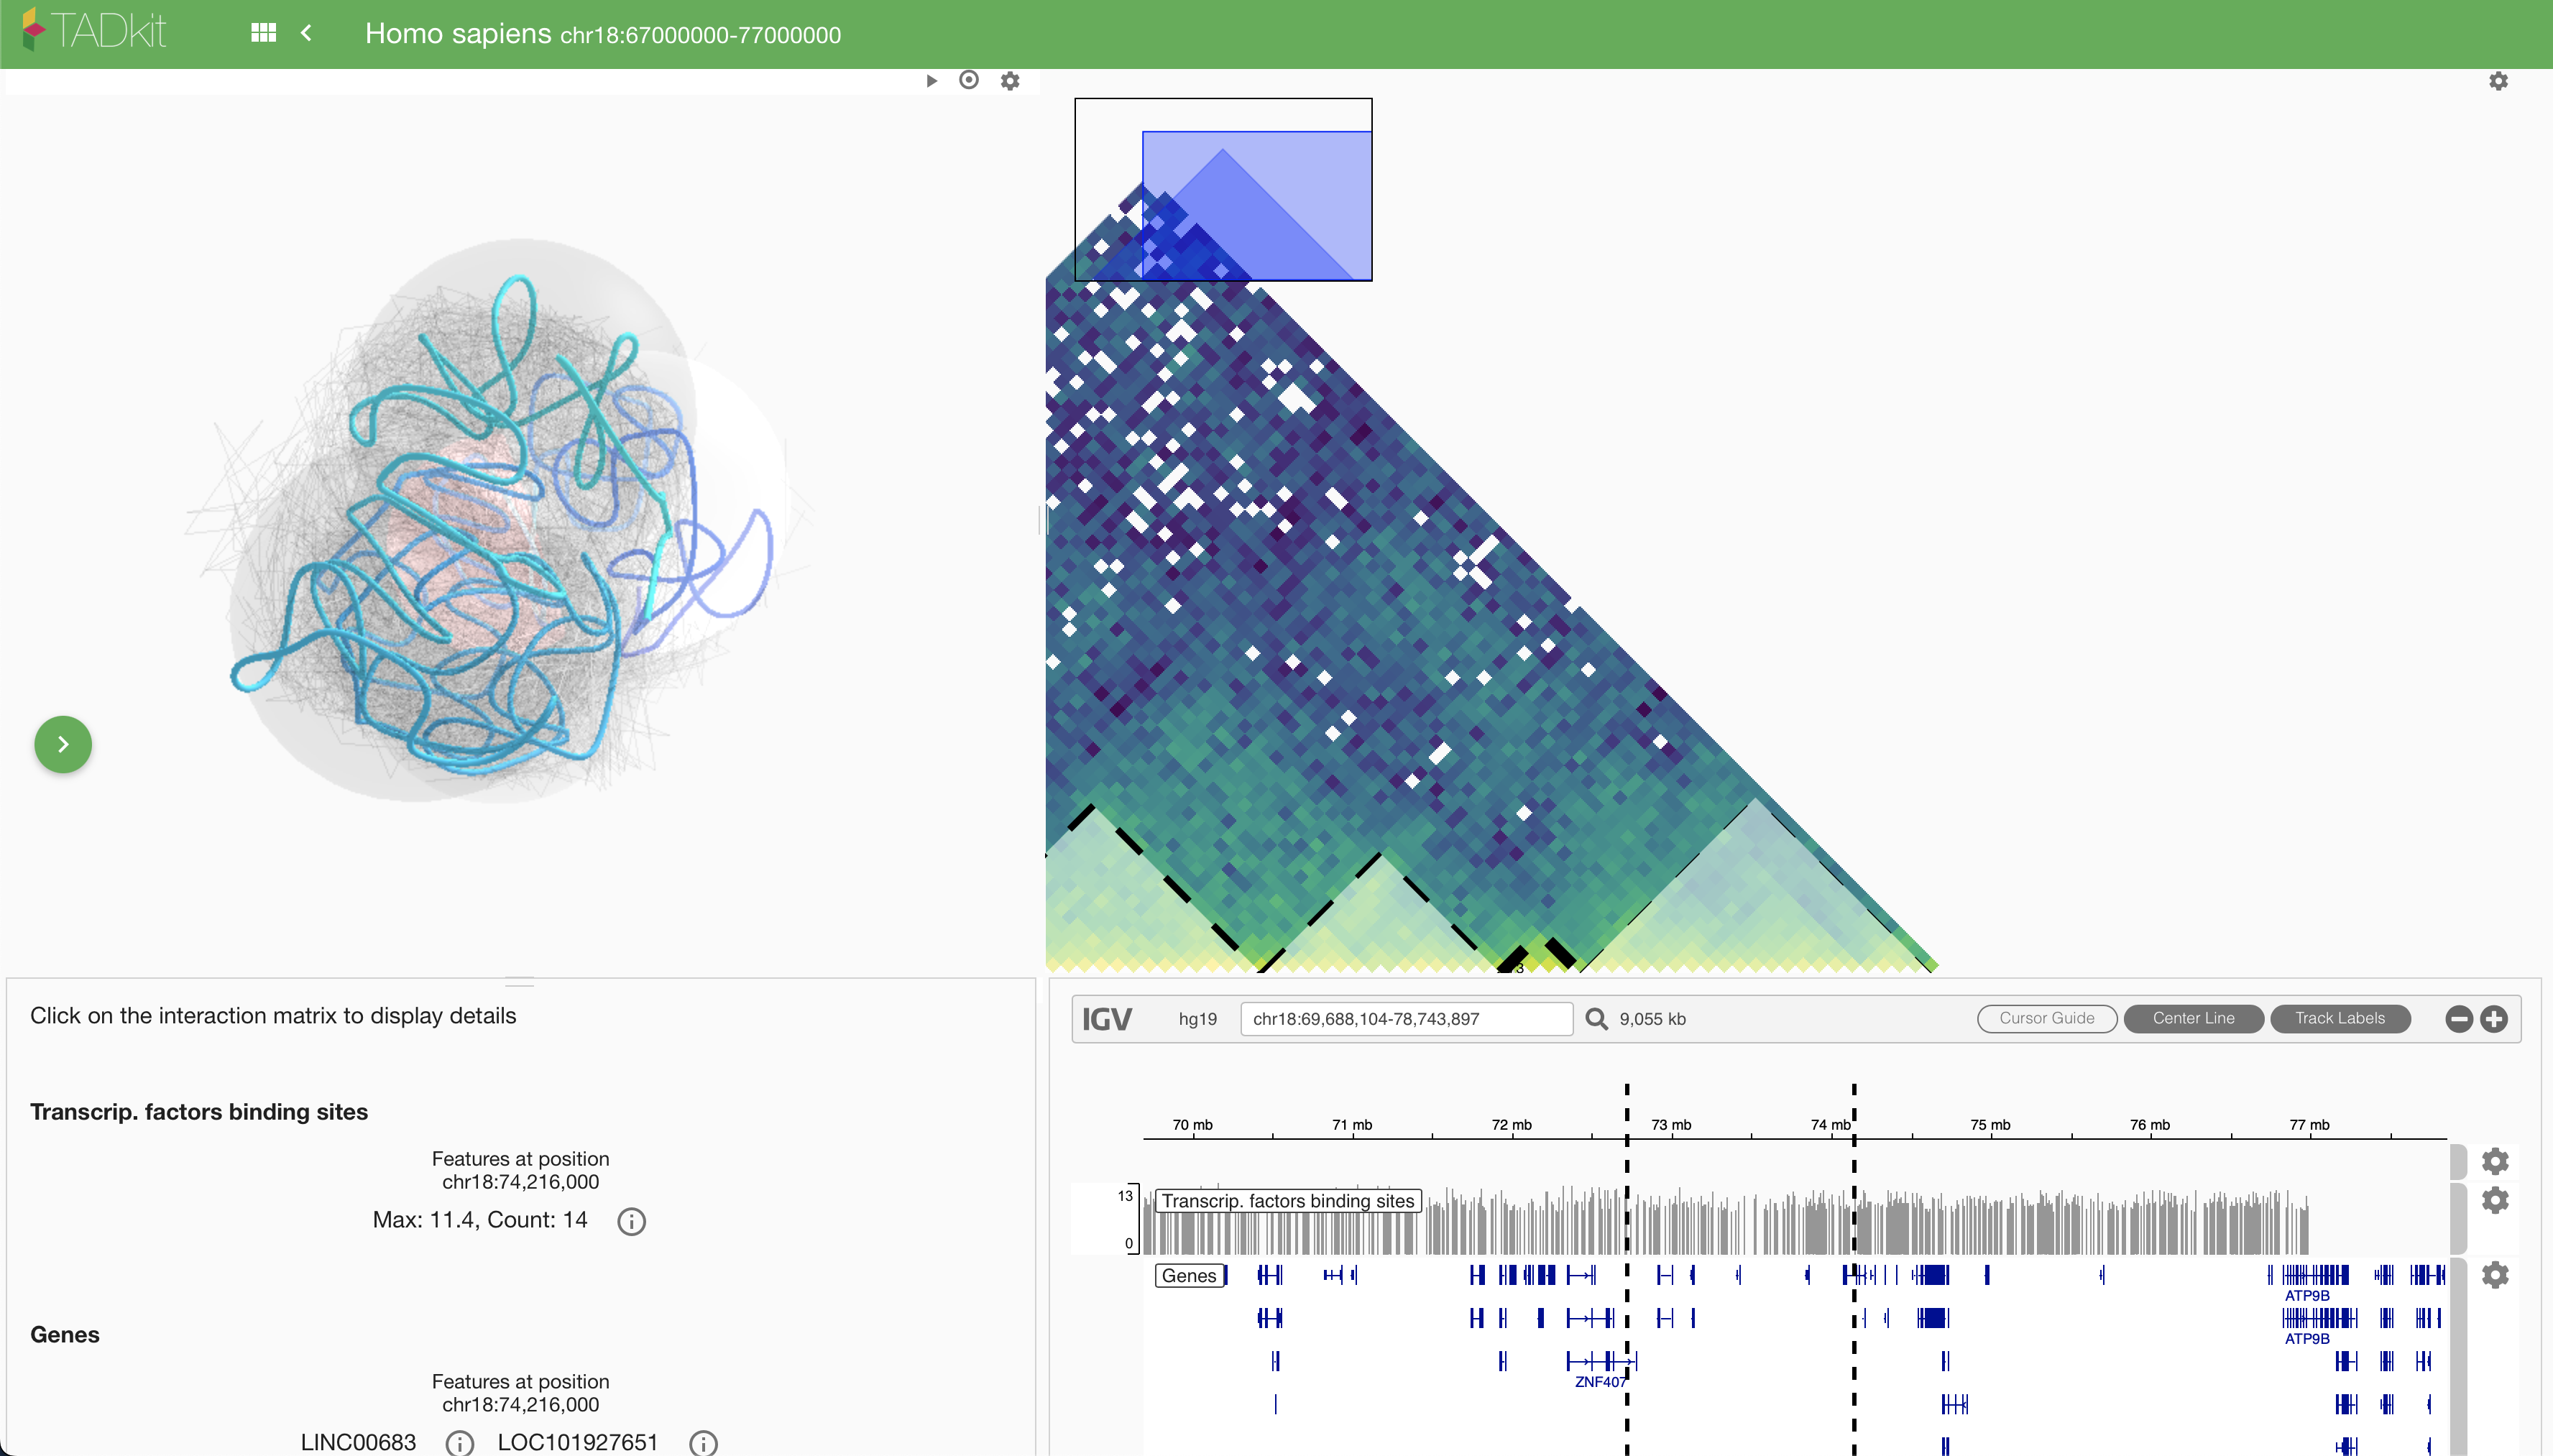 TADkit
Homo sapiens chr18:67000000-77000000
Click on the interaction matrix to display details
Transcrip. factors binding sites
Features at position
chr18:74,216,000
Max: 11.4, Count: 14
Genes
Features at position
chr18:74,216,000
LINC00683 LOC101927651
IGV hg19 chr18:69,688,104-78,743,897 9,055 kb Cursor Guide Center Line Track Labels
70 mb 71 mb 72 mb 73 mb 74 mb 75 mb 76 mb 77 mb
13
Transcrip. factors binding sites
0
Genes
ATP9B
ATP9B
ZNF407